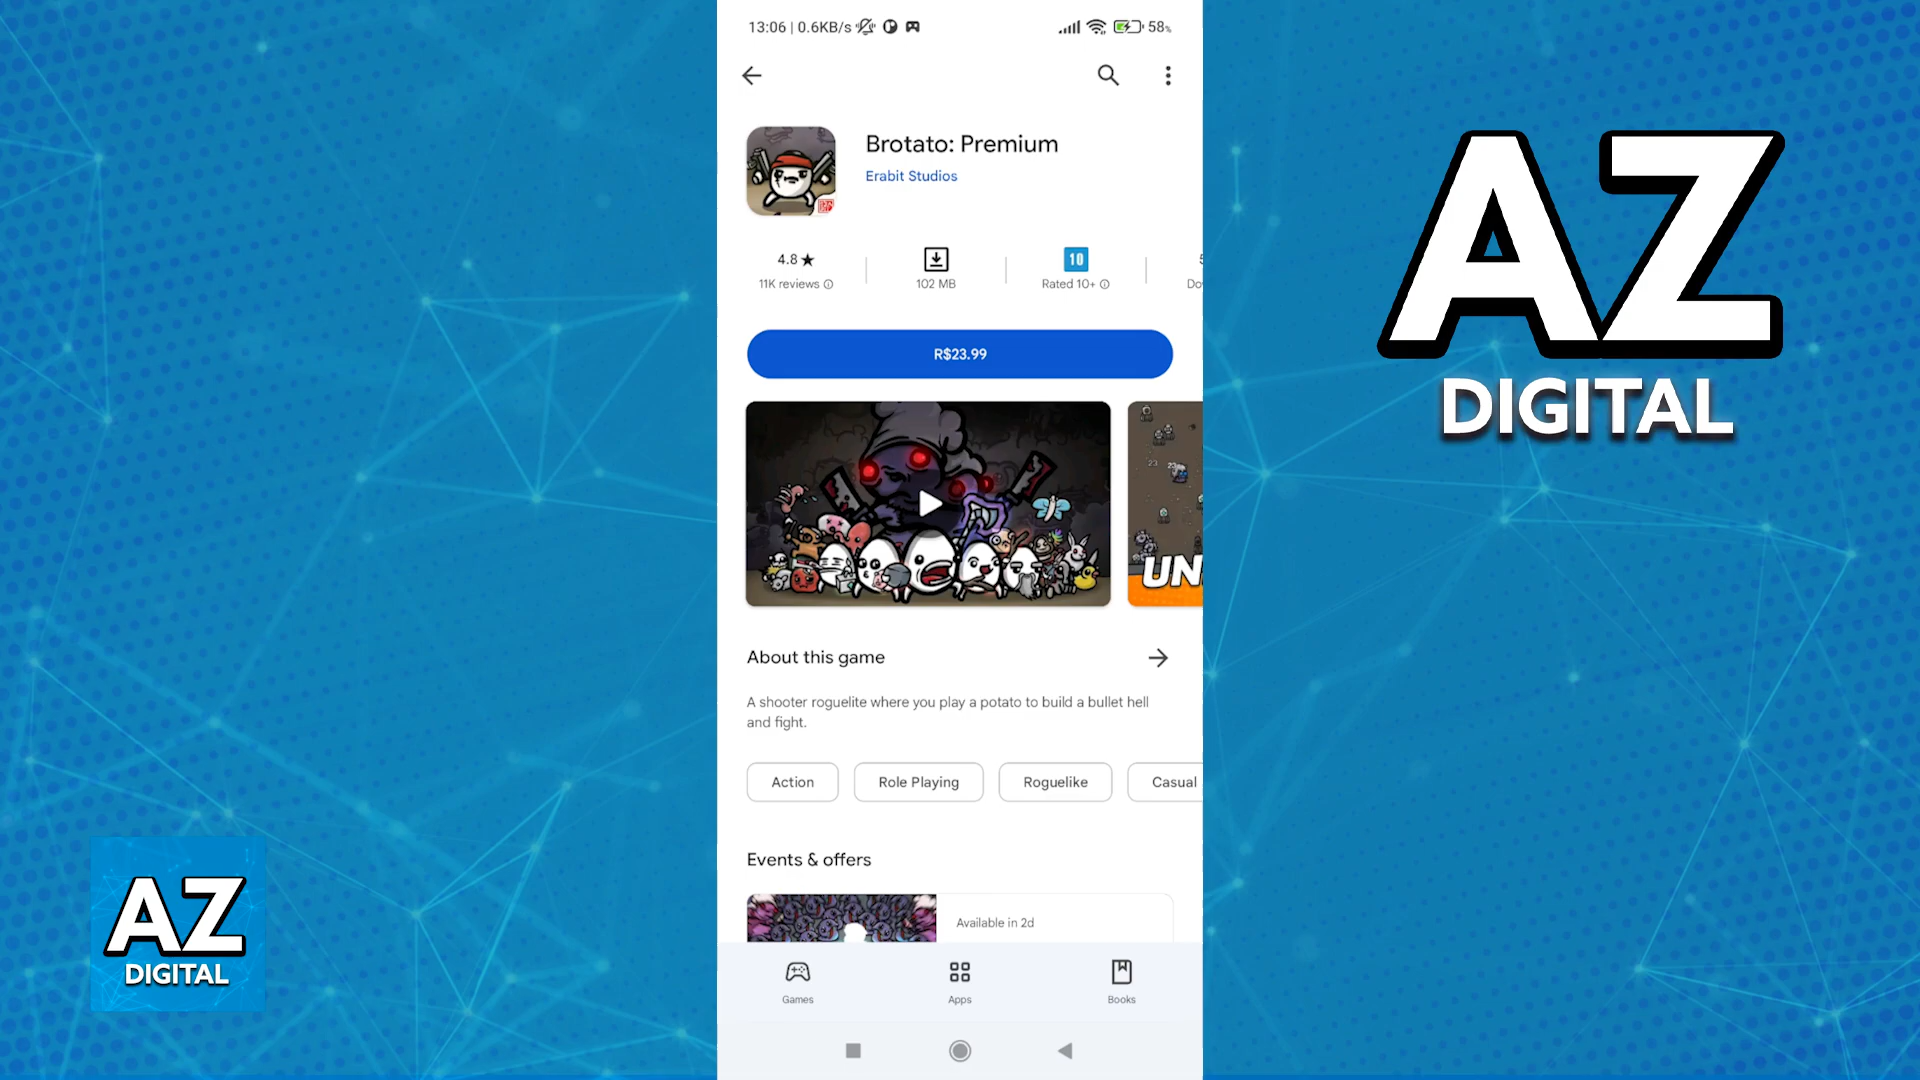 13:06 | 0.6KB/s
58%
Brotato: Premium
Erabit Studios
4.8★
11K reviews
102 MB
10
Rated 10+
R$23.99
23
UN
About this game
A shooter roguelite where you play a potato to build a bullet hell
and fight.
Action
Role Playing
Roguelike
Casual
Events & offers
Available in 2d
Games
Apps
Books
AZ
DIGITAL
AZ
DIGITAL